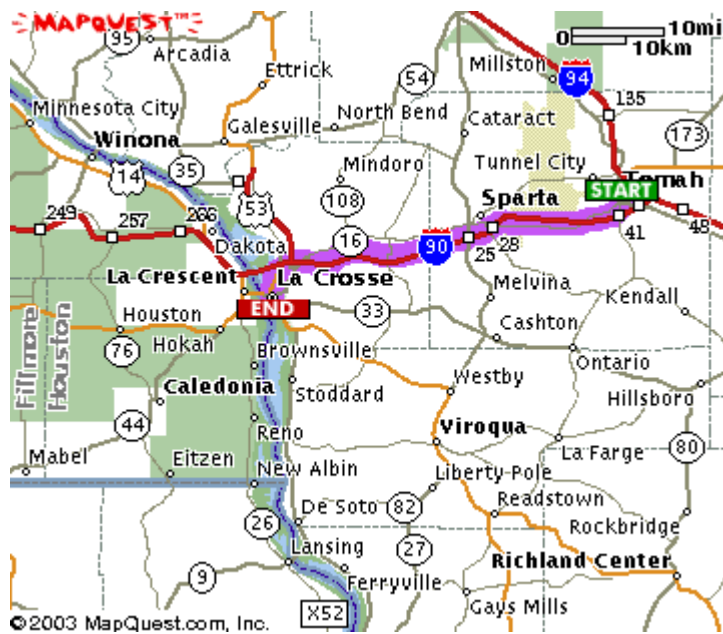 MAPQUEST™
0 10mi
10km
95
Arcadia
Ettrick
Millston
94
54
135
Minnesota City
North Bend
Cataract
Galesville
173
Winona
14
35
Mindoro
Tunnel City
Tomah
START
108
Sparta
53
249
257
266
16
90
Dakota
25
28
41
48
La Crescent
La Crosse
Melvina
END
33
Kendall
Houston
Hokah
Cashton
76
Brownsville
Ontario
Fillmore
Houston
Caledonia
Stoddard
Westby
Hillsboro
44
Reno
Viroqua
La Farge
80
Mabel
Eitzen
New Albin
Liberty-Pole
De Soto
82
Readstown
26
Rockbridge
Lansing
27
Richland Center
9
Ferryville
X52
Gays Mills
©2003 MapQuest.com, Inc.